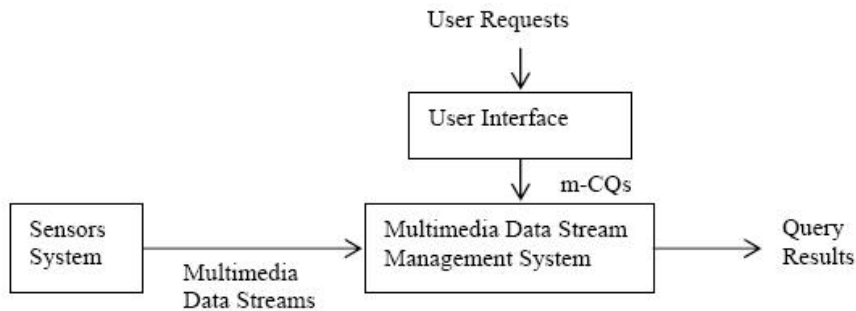 User Requests
User Interface
m-CQs
Sensors
System
Multimedia
Data Streams
Multimedia Data Stream
Management System
Query
Results